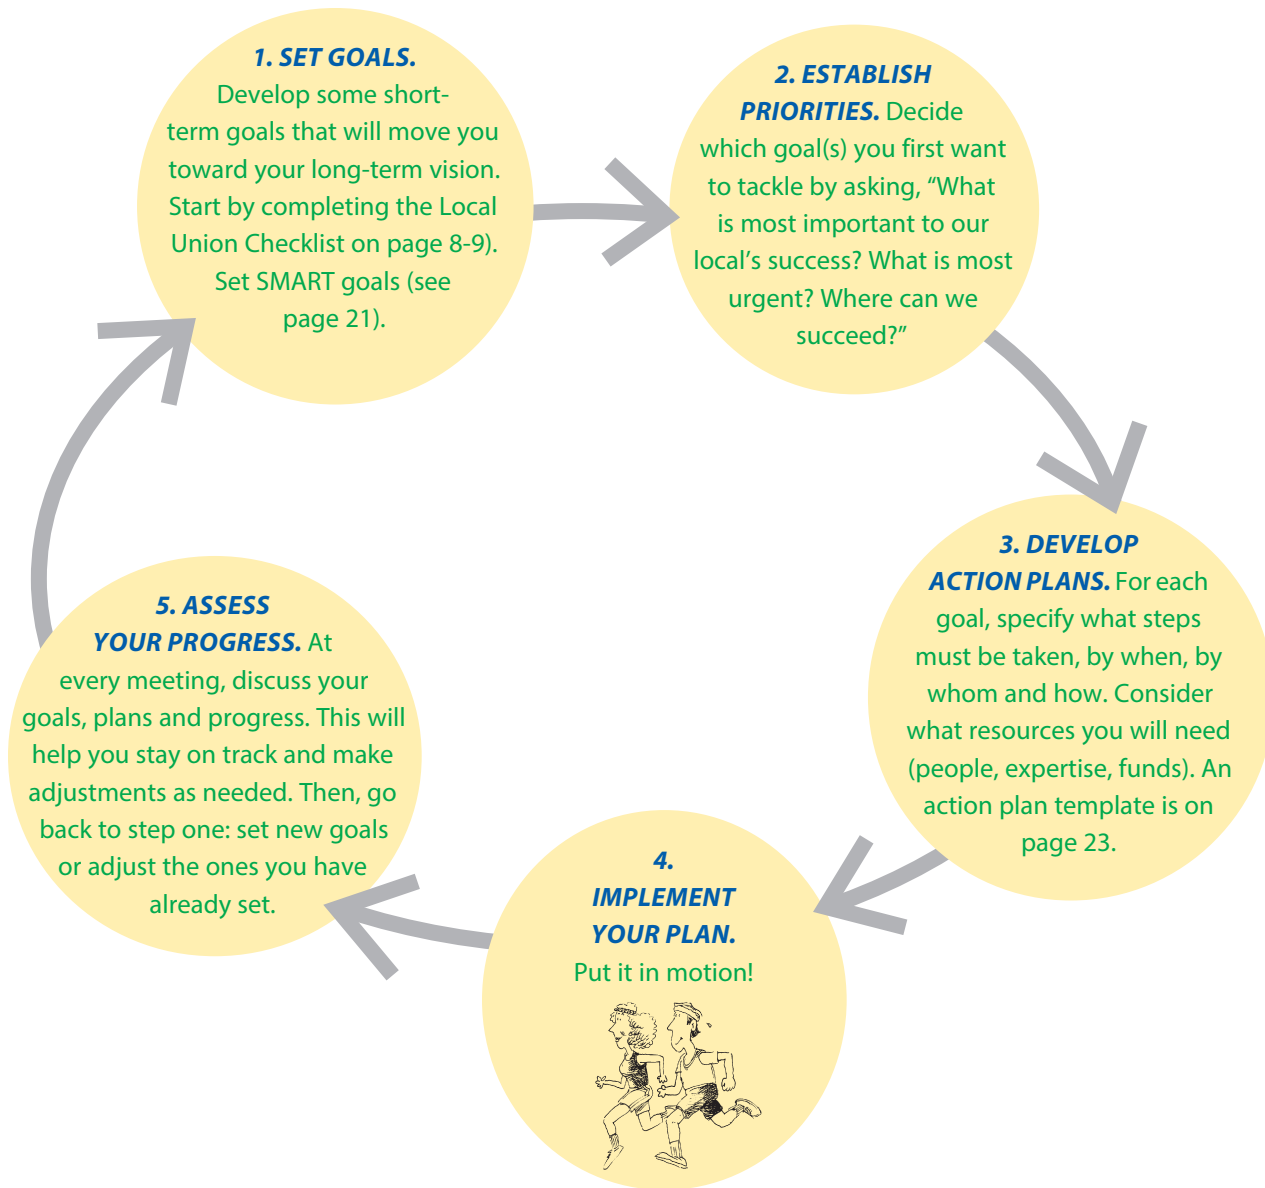 1. SET GOALS.
Develop some short-
term goals that will move you
toward your long-term vision.
Start by completing the Local
Union Checklist on page 8-9).
Set SMART goals (see
page 21).
2. ESTABLISH
PRIORITIES. Decide
which goal(s) you first want
to tackle by asking, “What
is most important to our
local’s success? What is most
urgent? Where can we
succeed?”
3. DEVELOP
ACTION PLANS. For each
goal, specify what steps
must be taken, by when, by
whom and how. Consider
what resources you will need
(people, expertise, funds). An
action plan template is on
page 23.
4.
IMPLEMENT
YOUR PLAN.
Put it in motion!
5. ASSESS
YOUR PROGRESS. At
every meeting, discuss your
goals, plans and progress. This will
help you stay on track and make
adjustments as needed. Then, go
back to step one: set new goals
or adjust the ones you have
already set.